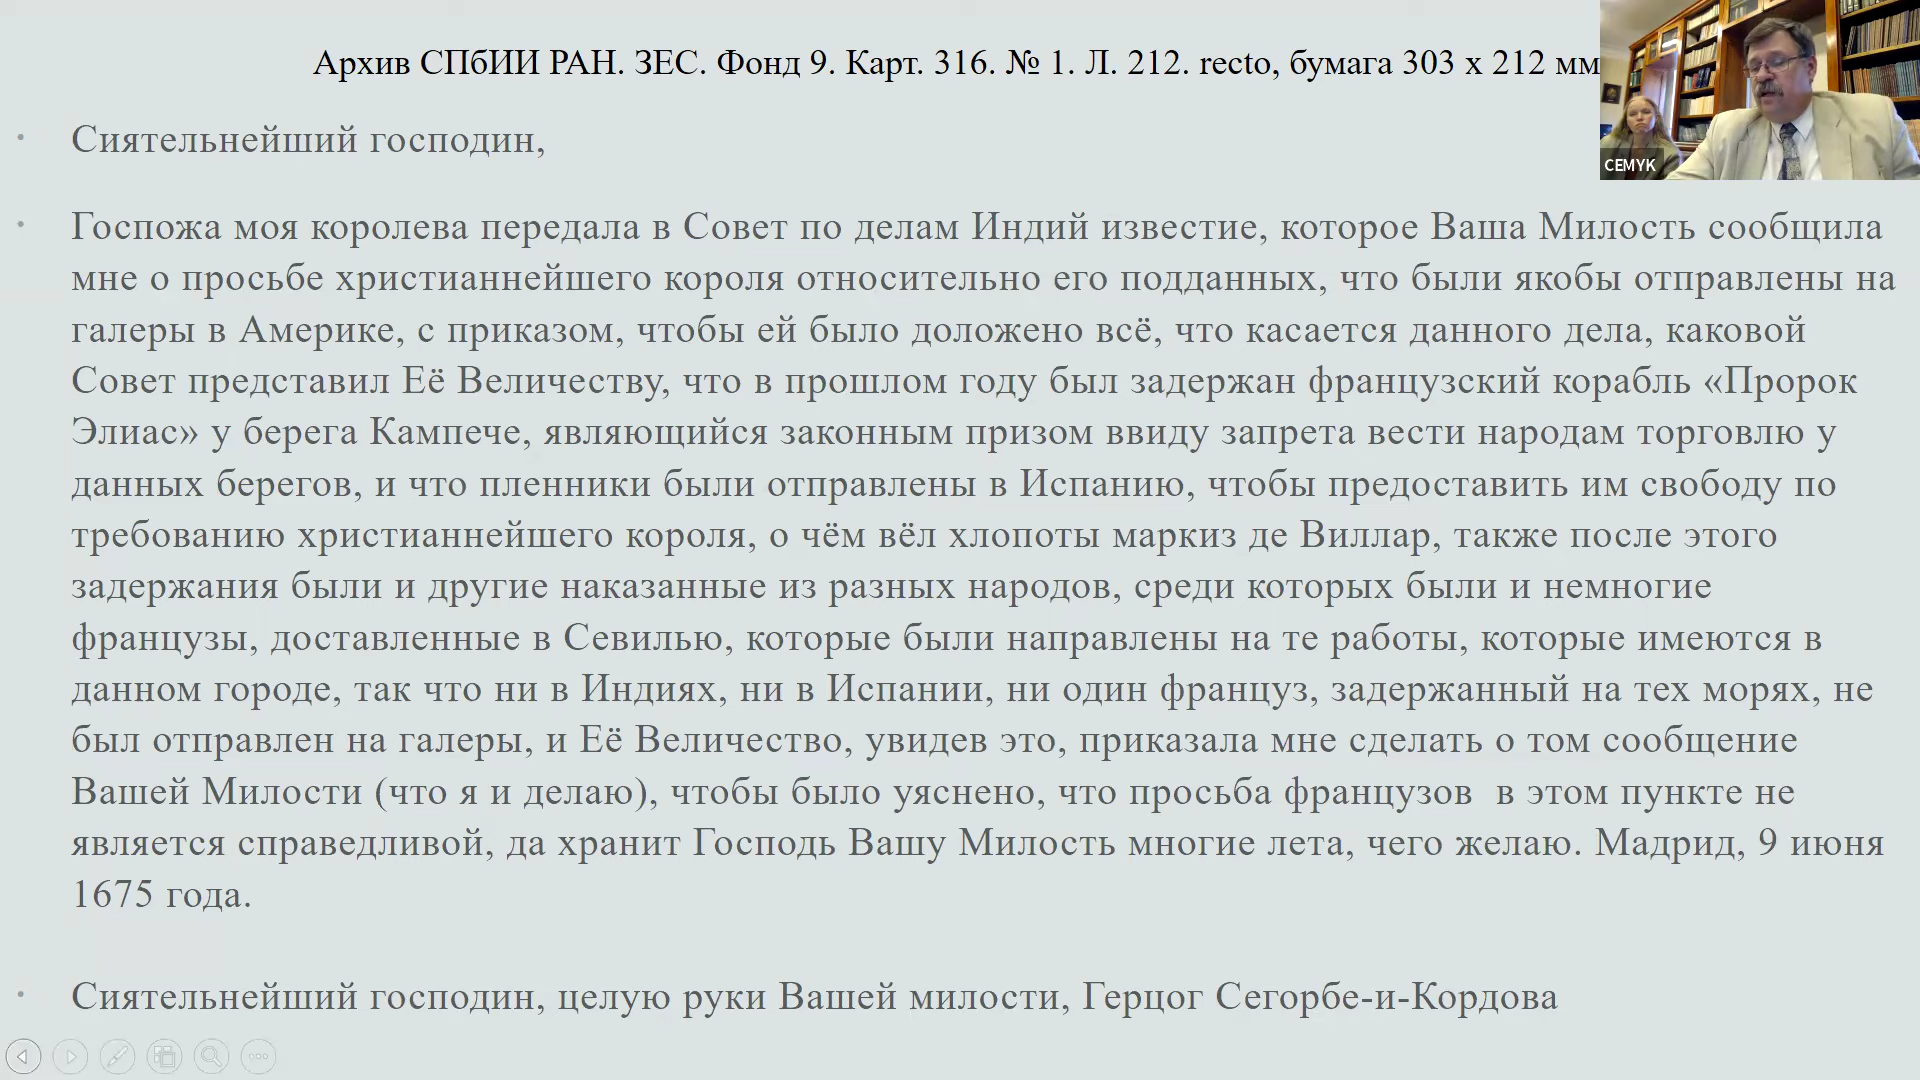 Архив СПбИИ РАН. ЗЕС. Фонд 9. Карт. 316. № 1. Л. 212. recto, бумага 303 x 212 мм
CEMYK
Сиятельнейший господин,
Госпожа моя королева передала в Совет по делам Индий известие, которое Ваша Милость сообщила
мне о просьбе христианнейшего короля относительно его подданных, что были якобы отправлены на
галеры в Америке, с приказом, чтобы ей было доложено всё, что касается данного дела, каковой
Совет представил Её Величеству, что в прошлом году был задержан французский корабль «Пророк
Элиас» у берега Кампече, являющийся законным призом ввиду запрета вести народам торговлю у
данных берегов, и что пленники были отправлены в Испанию, чтобы предоставить им свободу по
требованию христианнейшего короля, о чём вёл хлопоты маркиз де Виллар, также после этого
задержания были и другие наказанные из разных народов, среди которых были и немногие
французы, доставленные в Севилью, которые были направлены на те работы, которые имеются в
данном городе, так что ни в Индиях, ни в Испании, ни один француз, задержанный на тех морях, не
был отправлен на галеры, и Её Величество, увидев это, приказала мне сделать о том сообщение
Вашей Милости (что я и делаю), чтобы было уяснено, что просьба французов  в этом пункте не
является справедливой, да хранит Господь Вашу Милость многие лета, чего желаю. Мадрид, 9 июня
1675 года.
Сиятельнейший господин, целую руки Вашей милости, Герцог Сегорбе-и-Кордова